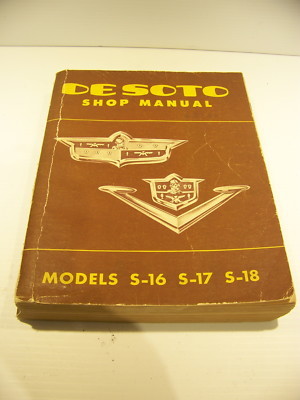 DE SOTO
SHOP MANUAL
MODELS S-16 S-17 S-18